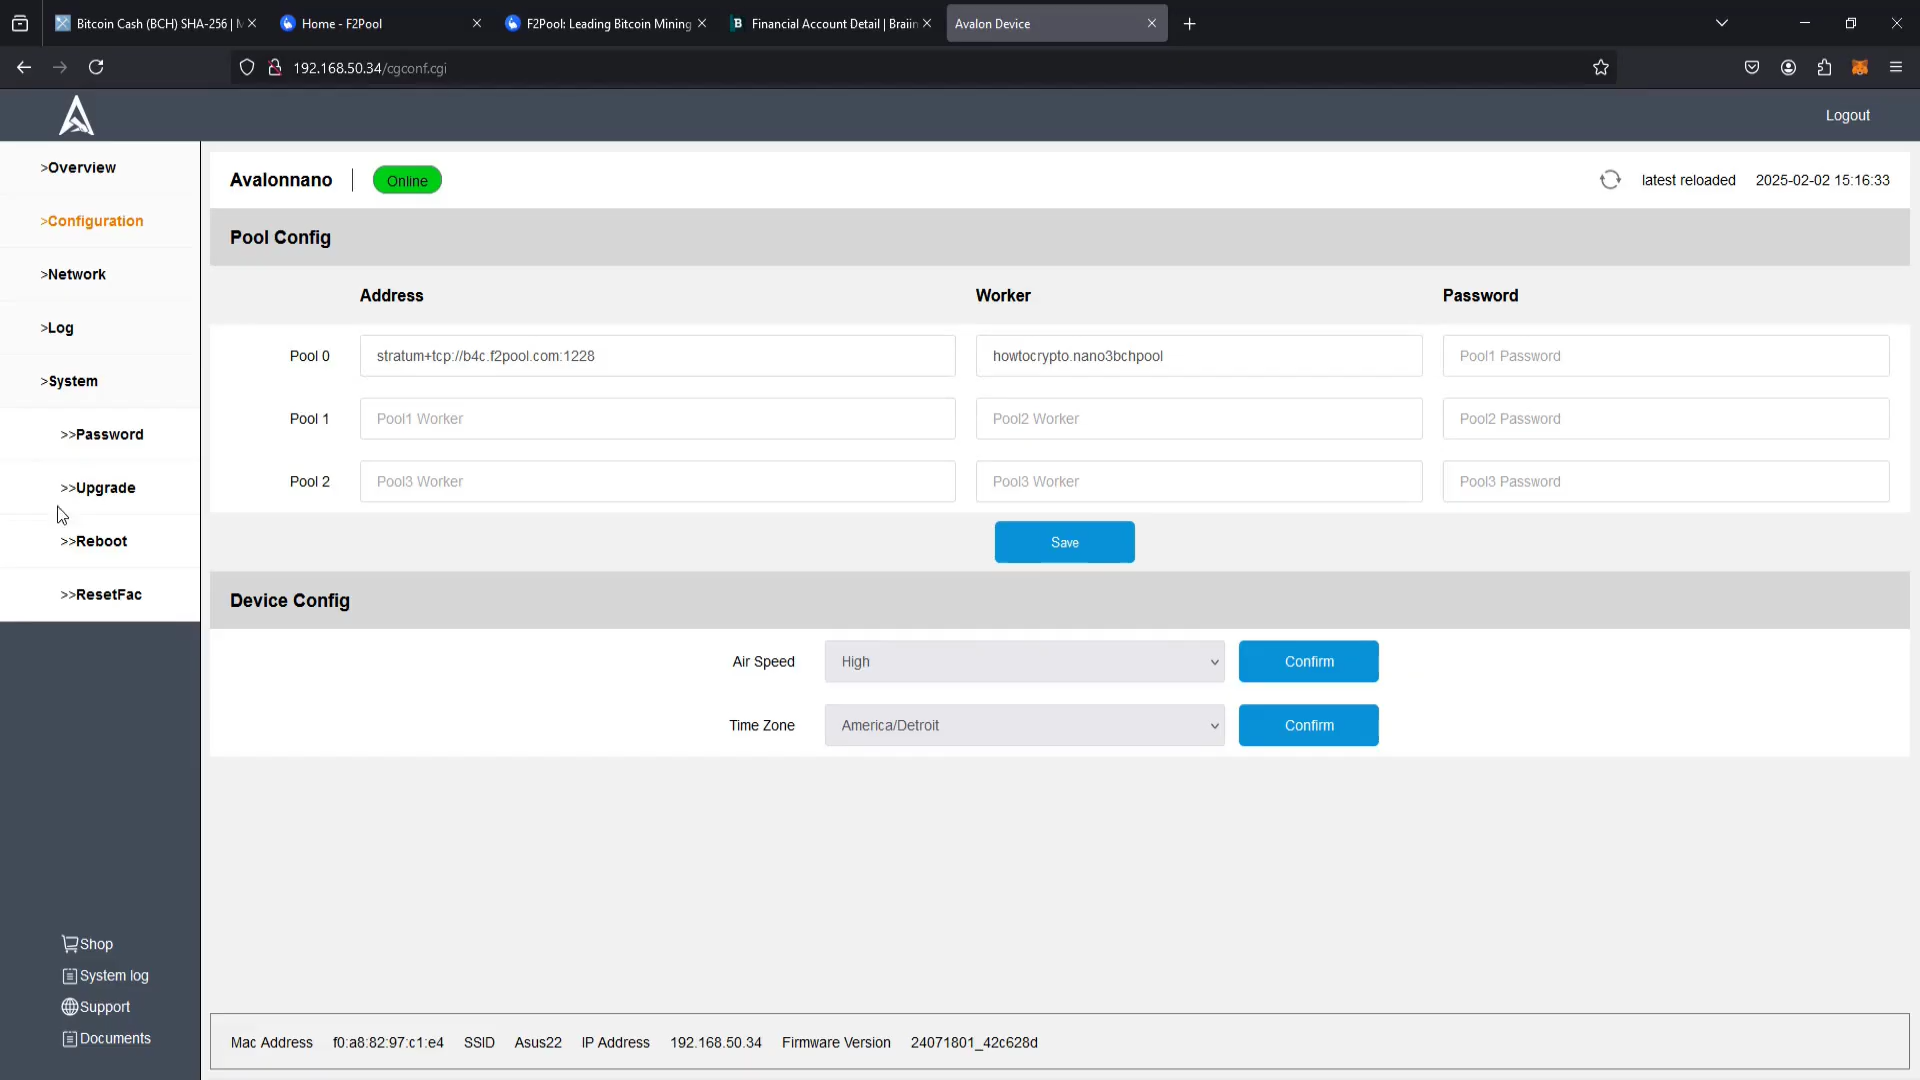 Bitcoin Cash (BCH) SHA-256 | M
Home - F2Pool
F2Pool: Leading Bitcoin Mining
Financial Account Detail | Braiin
Avalon Device
192.168.50.34/cgconf.cgi
Logout
>Overview
>Configuration
>Network
>Log
>System
>>Password
>>Upgrade
>>Reboot
>>ResetFac
Shop
System log
Support
Documents
Avalonnano | Online
latest reloaded 2025-02-02 15:16:33
Pool Config
Address Worker Password
Pool 0 stratum+tcp://b4c.f2pool.com:1228 howtocrypto.nano3bchpool Pool1 Password
Pool 1 Pool1 Worker Pool2 Worker Pool2 Password
Pool 2 Pool3 Worker Pool3 Worker Pool3 Password
Save
Device Config
Air Speed High Confirm
Time Zone America/Detroit Confirm
Mac Address f0:a8:82:97:c1:e4 SSID Asus22 IP Address 192.168.50.34 Firmware Version 24071801_42c628d